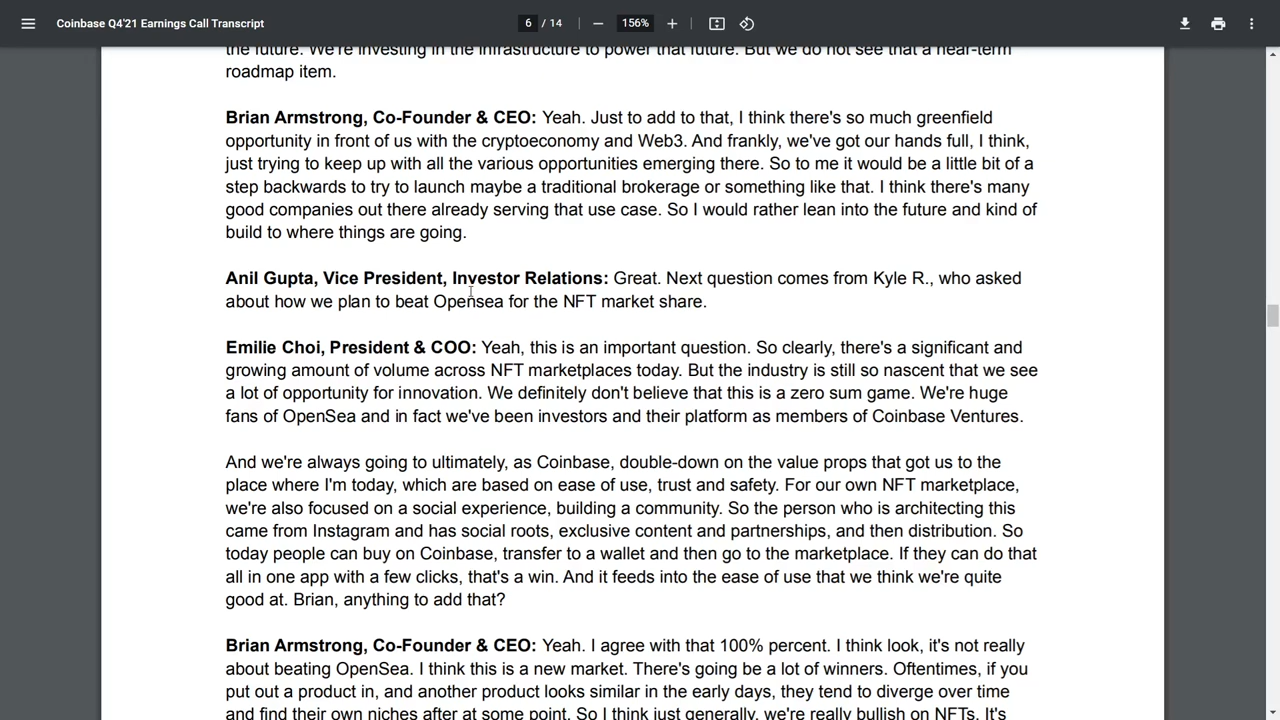 Coinbase Q4'21 Earnings Call Transcript
6 / 14
156%
the future. We're investing in the infrastructure to power that future. But we do not see that a near-term
roadmap item.
Brian Armstrong, Co-Founder & CEO: Yeah. Just to add to that, I think there's so much greenfield
opportunity in front of us with the cryptoeconomy and Web3. And frankly, we've got our hands full, I think,
just trying to keep up with all the various opportunities emerging there. So to me it would be a little bit of a
step backwards to try to launch maybe a traditional brokerage or something like that. I think there's many
good companies out there already serving that use case. So I would rather lean into the future and kind of
build to where things are going.
Anil Gupta, Vice President, Investor Relations: Great. Next question comes from Kyle R., who asked
about how we plan to beat Opensea for the NFT market share.
Emilie Choi, President & COO: Yeah, this is an important question. So clearly, there's a significant and
growing amount of volume across NFT marketplaces today. But the industry is still so nascent that we see
a lot of opportunity for innovation. We definitely don't believe that this is a zero sum game. We're huge
fans of OpenSea and in fact we've been investors and their platform as members of Coinbase Ventures.
And we're always going to ultimately, as Coinbase, double-down on the value props that got us to the
place where I'm today, which are based on ease of use, trust and safety. For our own NFT marketplace,
we're also focused on a social experience, building a community. So the person who is architecting this
came from Instagram and has social roots, exclusive content and partnerships, and then distribution. So
today people can buy on Coinbase, transfer to a wallet and then go to the marketplace. If they can do that
all in one app with a few clicks, that's a win. And it feeds into the ease of use that we think we're quite
good at. Brian, anything to add that?
Brian Armstrong, Co-Founder & CEO: Yeah. I agree with that 100% percent. I think look, it's not really
about beating OpenSea. I think this is a new market. There's going be a lot of winners. Oftentimes, if you
put out a product in, and another product looks similar in the early days, they tend to diverge over time
and find their own niches after at some point. So I think just generally, we're really bullish on NFTs. It's